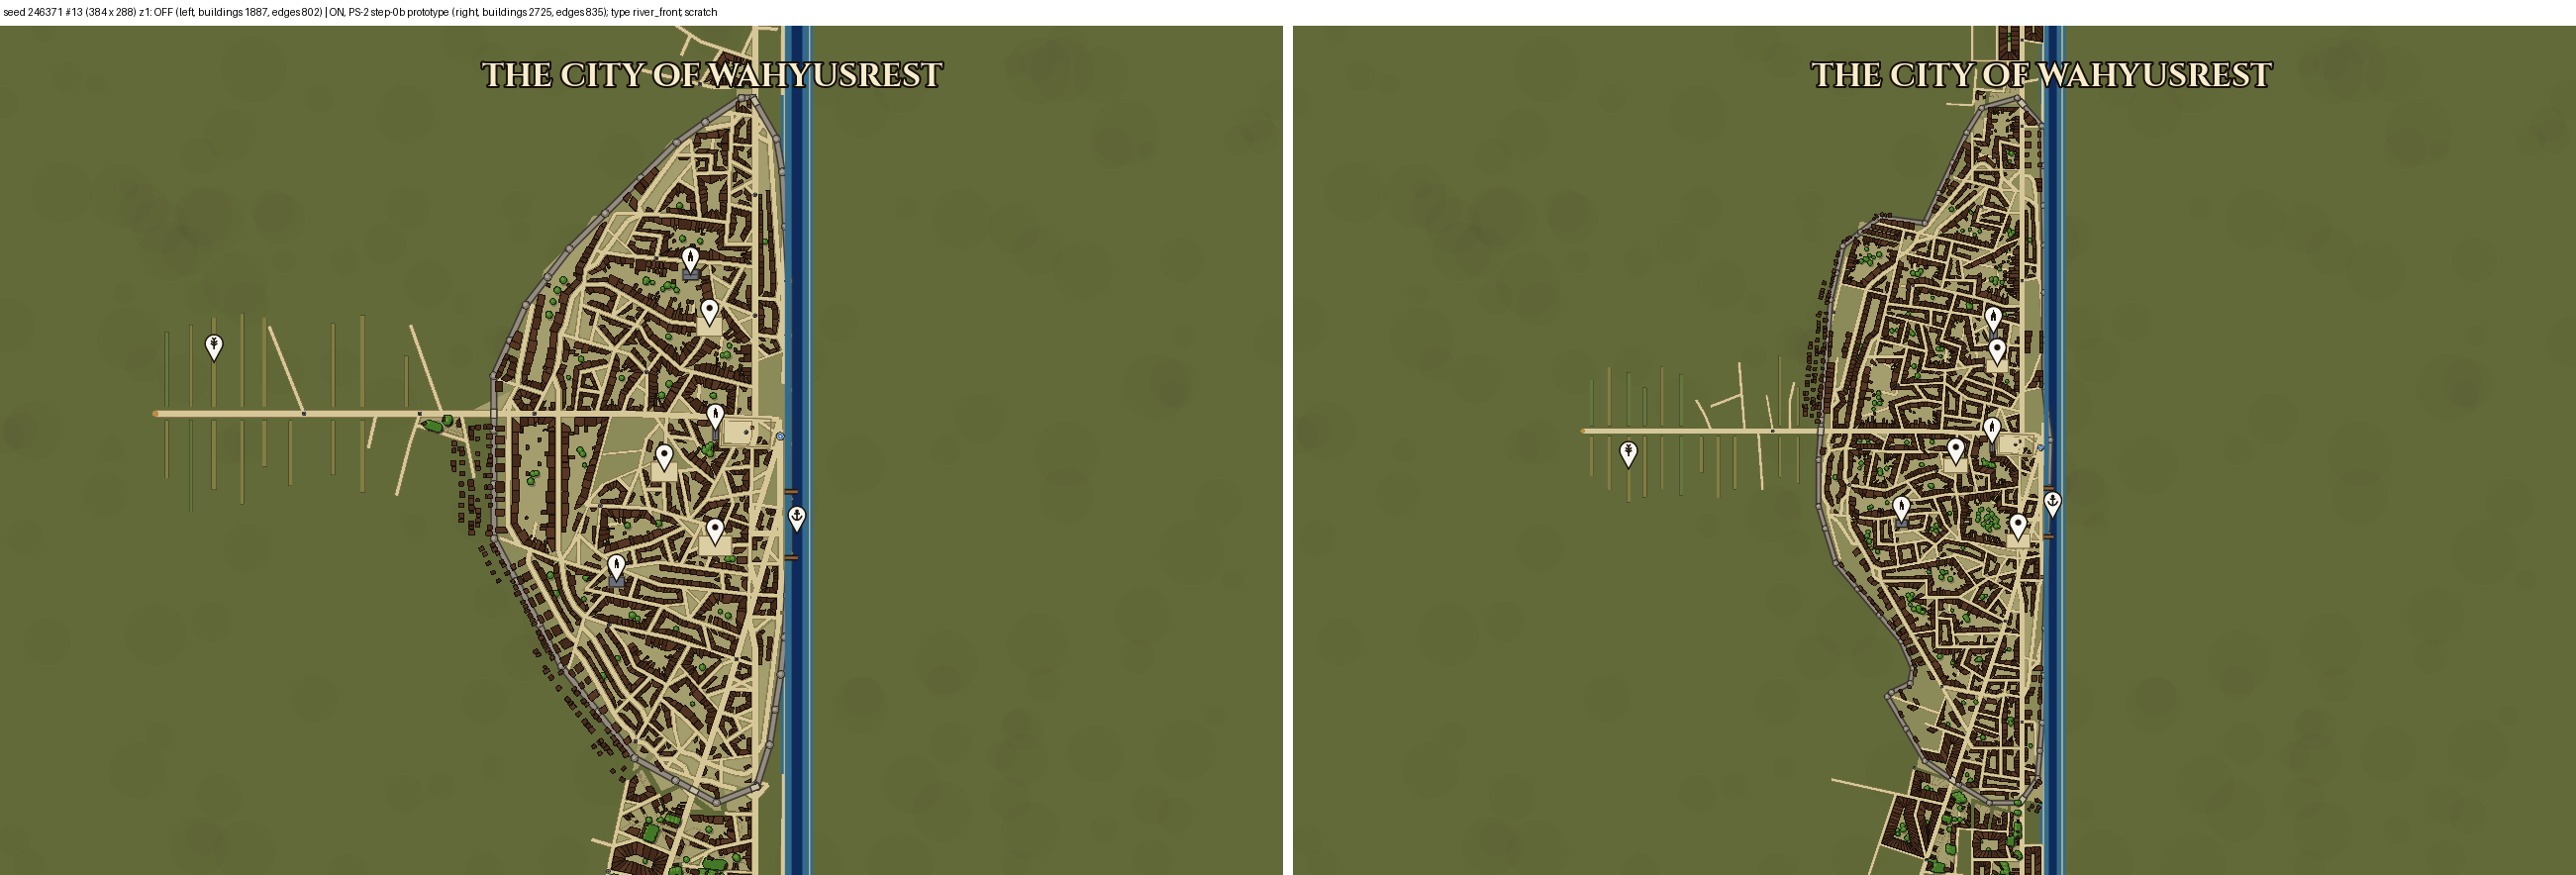 seed 246371 #13 (384 x 288) z1: OFF (left, buildings 1887, edges 802) | ON, PS-2 step-0b prototype (right, buildings 2725, edges 835); type river_front; scratch
THE CITY OF WAHYUSREST
THE CITY OF WAHYUSREST